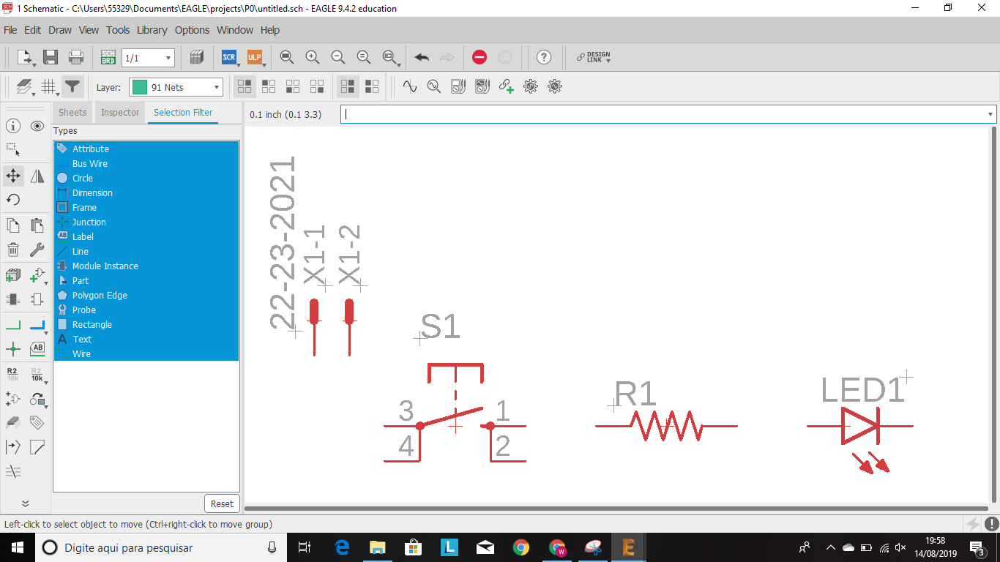 1 Schematic - C:\Users\55329\Documents\EAGLE\projects\P0\untitled.sch - EAGLE 9.4.2 education
File Edit Draw View Tools Library Options Window Help
SCH BRD 1/1 SCR ULP GO ? DESIGN LINK
Layer: 91 Nets
Sheets Inspector Selection Filter
0.1 inch (0.1 3.3)
Types
Attribute
Bus Wire
Circle
Dimension
Frame
Junction
Label
Line
Module Instance
Part
Polygon Edge
Probe
Rectangle
Text
Wire
Reset
AB
R2 10k
R2 10k
22-23-2021
X1-1
X1-2
S1
3
1
4
2
R1
LED1
Left-click to select object to move (Ctrl+right-click to move group)
Digite aqui para pesquisar
19:58
14/08/2019
3